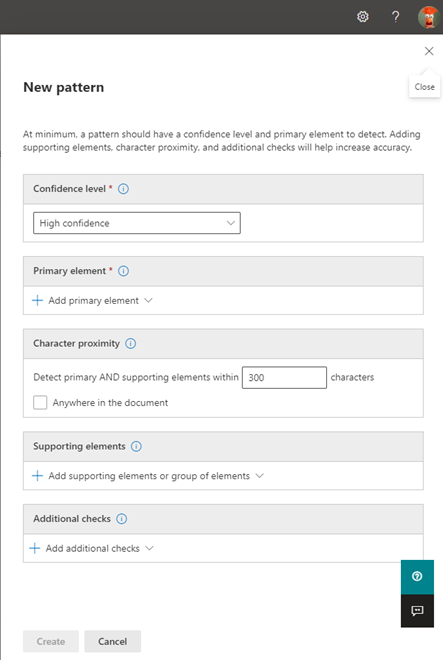 ?
Close
New pattern
At minimum, a pattern should have a confidence level and primary element to detect. Adding
supporting elements, character proximity, and additional checks will help increase accuracy.
Confidence level *
High confidence
Primary element *
Add primary element
Character proximity
Detect primary AND supporting elements within 300 characters
Anywhere in the document
Supporting elements
Add supporting elements or group of elements
Additional checks
Add additional checks
Create Cancel